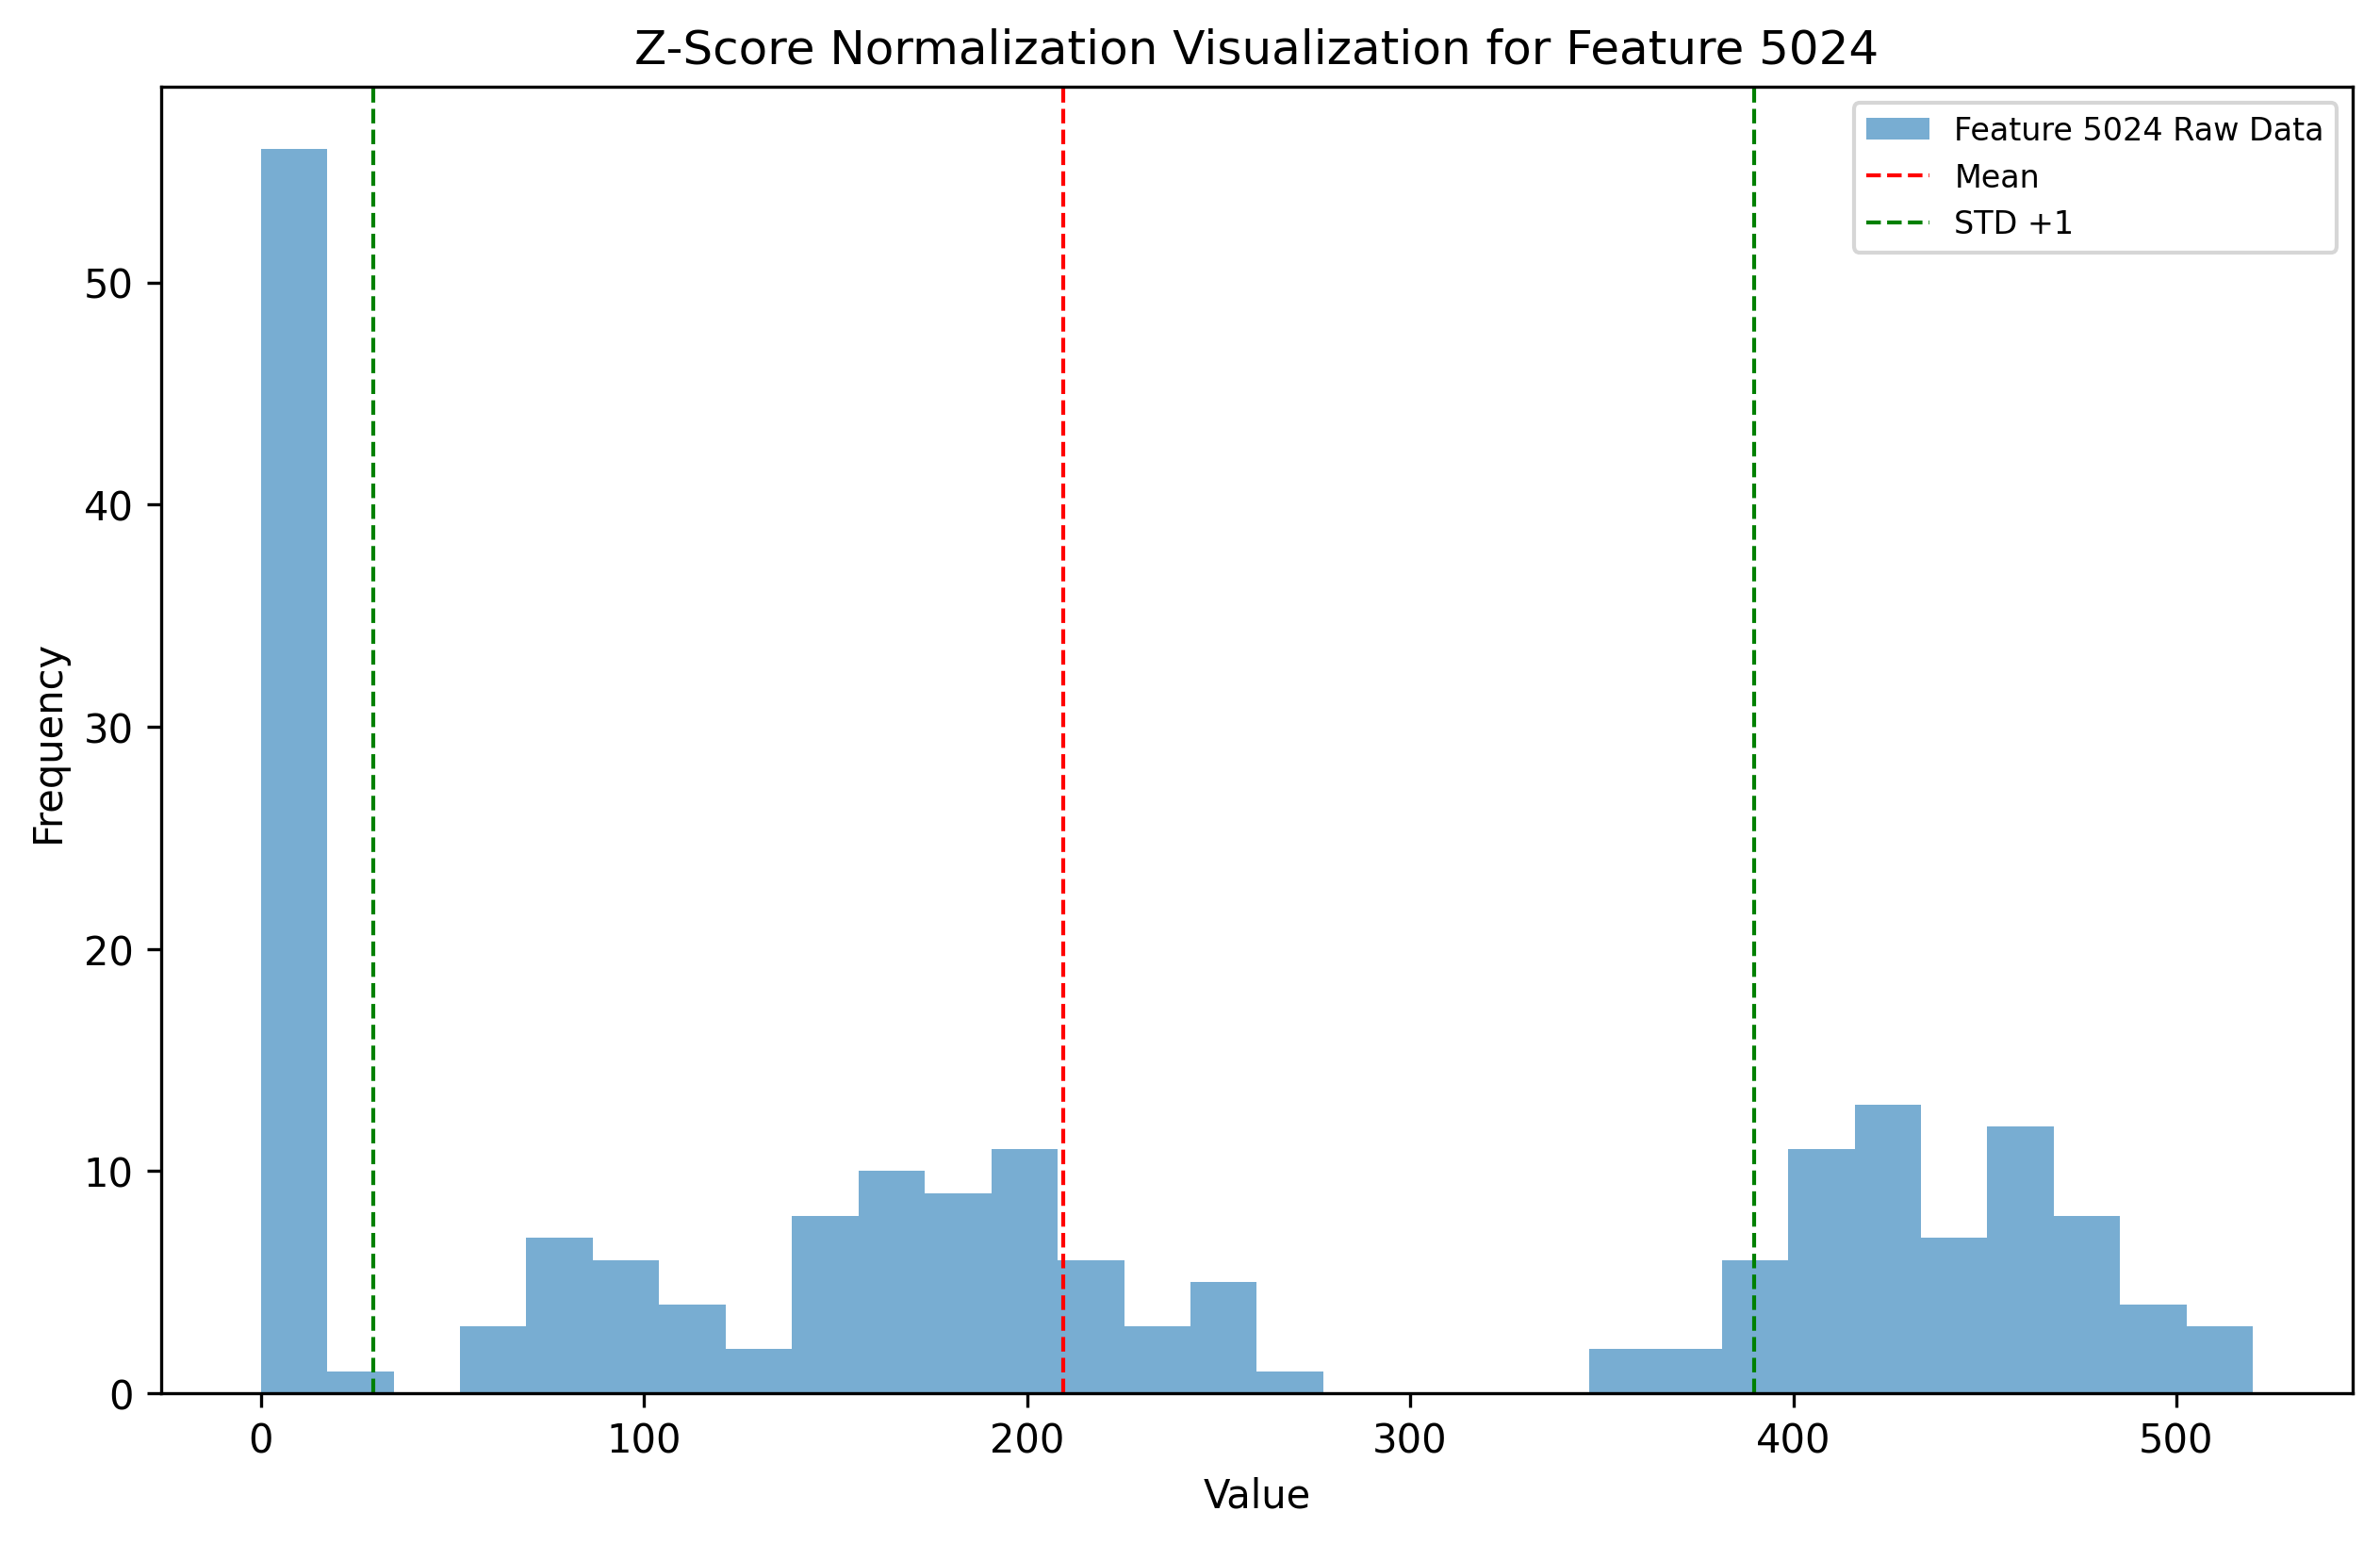 Z-Score Normalization Visualization for Feature 5024
Feature 5024 Raw Data
Mean
STD +1
Frequency
50
40
30
20
10
0
0 100 200 300 400 500
Value